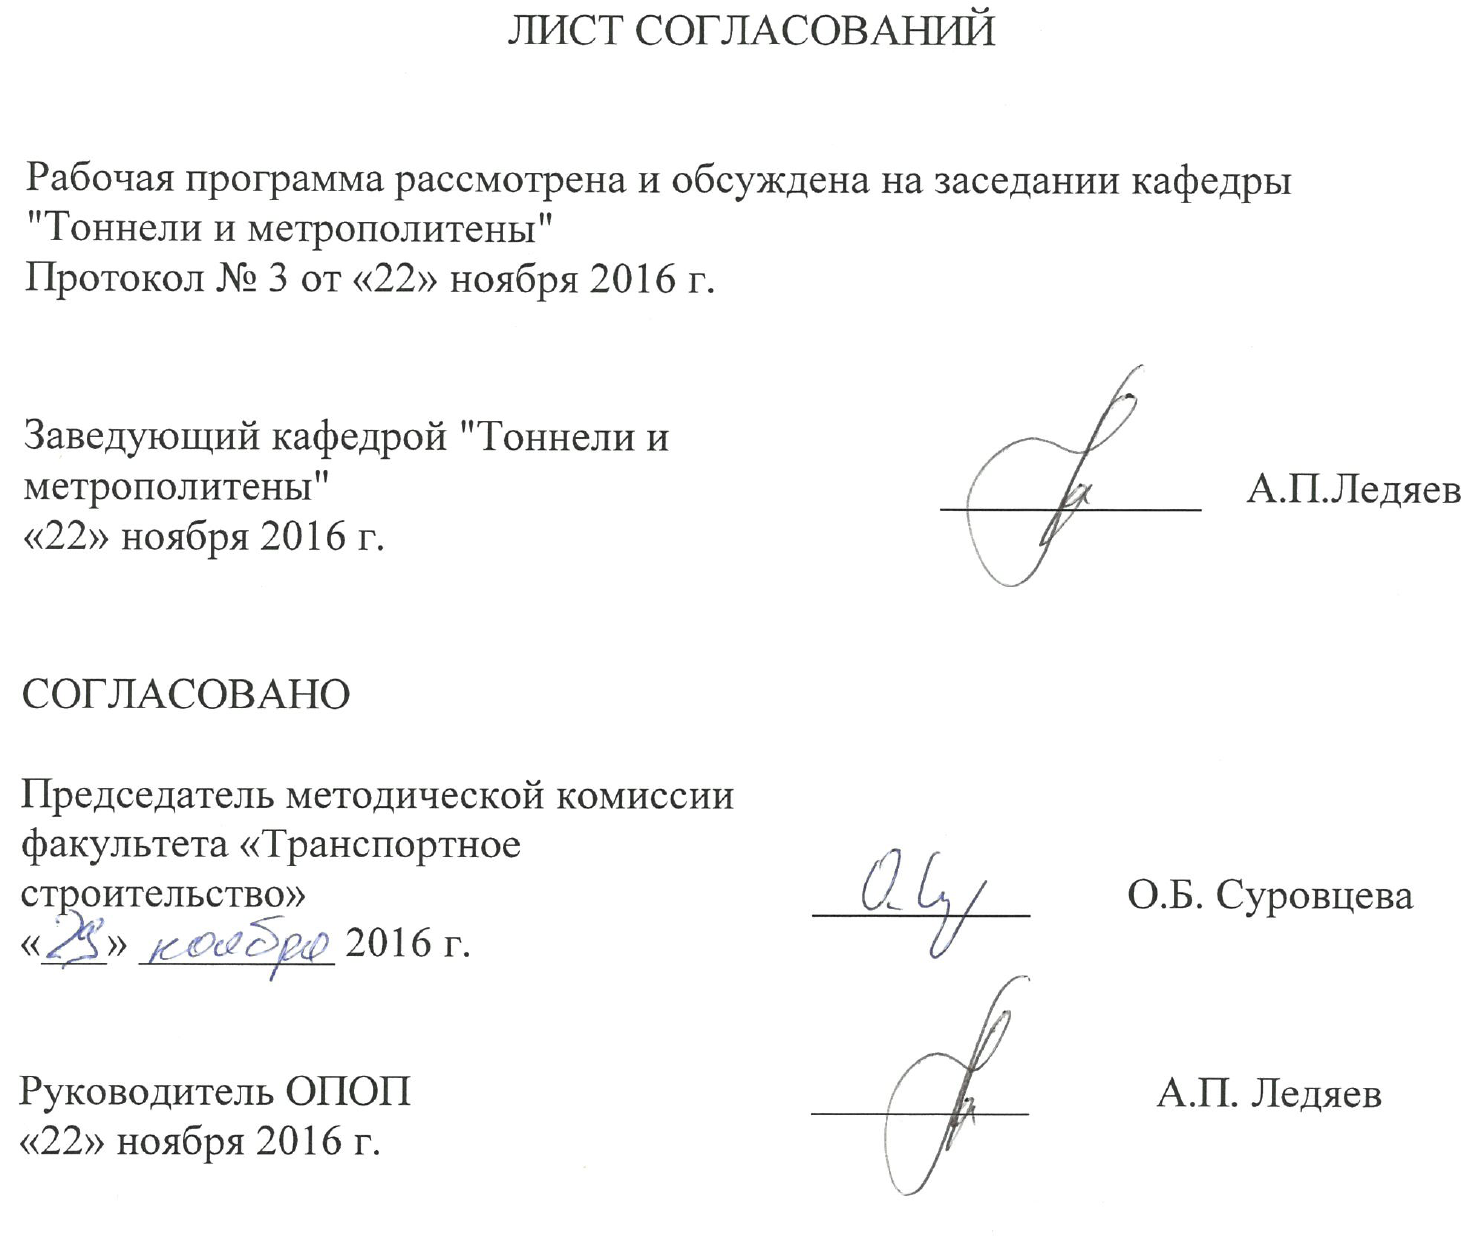 ЛИСТ СОГЛАСОВАНИЙ
Рабочая программа рассмотрена и обсуждена на заседании кафедры
"Тоннели и метрополитены"
Протокол № 3 от «22» ноября 2016 г.
Заведующий кафедрой "Тоннели и
метрополитены"
«22» ноября 2016 г.
А.П.Ледяев
СОГЛАСОВАНО
Председатель методической комиссии
факультета «Транспортное
строительство»
О.Б. Суровцева
«» ноября 2016 г.
Руководитель ОПОП
А.П. Ледяев
«22» ноября 2016 г.